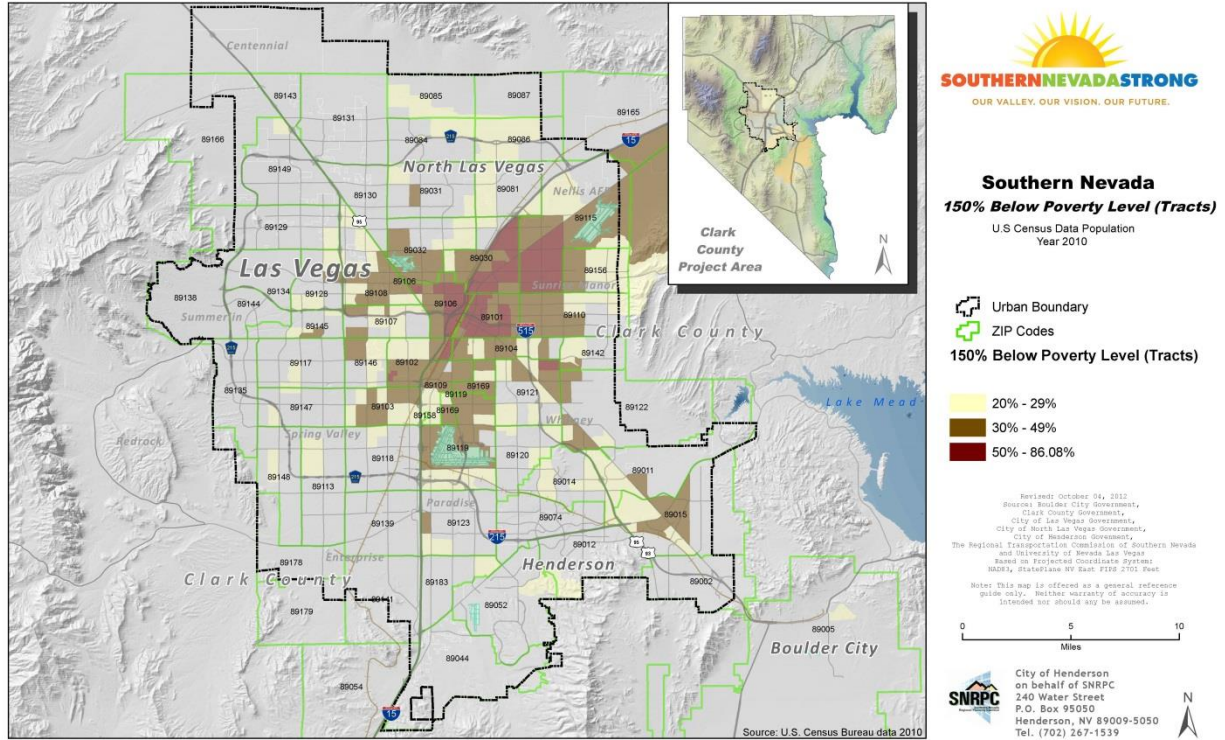 Centennial
89143
89085
89087
89165
89131
89166
89084
215
89086
15
North Las Vegas
89149
89130
89031
89081
Nellis AFB
89115
95
89129
89032
89030
89156
Las Vegas
89106
Sunrise Manor
89138
89134
89128
89108
89106
89144
89101
89110
Summerlin
89145
89107
515
Clark County
89104
89142
215
89117
89146
89102
89109
89169
89135
89119
89121
89122
89147
89103
89158
89169
Whitney
Redrock
Spring Valley
89119
89118
89120
89148
215
89113
89014
89011
Paradise
89015
89139
89123
89074
215
89012
95
93
Enterprise
89178
Henderson
Clark County
89183
89002
89141
89052
89179
89005
89044
Boulder City
89054
15
Lake Mead
Source: U.S. Census Bureau data 2010
Clark
County
Project Area
N
SOUTHERNNEVADASTRONG
OUR VALLEY. OUR VISION. OUR FUTURE.
Southern Nevada
150% Below Poverty Level (Tracts)
U.S Census Data Population
Year 2010
Urban Boundary
ZIP Codes
150% Below Poverty Level (Tracts)
20% - 29%
30% - 49%
50% - 86.08%
Revised: October 04, 2012
Source: Boulder City Government,
Clark County Government,
City of Las Vegas Government,
City of North Las Vegas Government,
City of Henderson Govenment,
The Regional Transportation Commission of Southern Nevada
and University of Nevada Las Vegas
Based on Projected Coordinate System:
NAD83, StatePlane NV East FIPS 2701 Feet
Note: This map is offered as a general reference
guide only. Neither warranty of accuracy is
intended nor should any be assumed.
0 5 10
Miles
SNRPC
City of Henderson
on behalf of SNRPC
240 Water Street
P.O. Box 95050
Henderson, NV 89009-5050
Tel. (702) 267-1539
N